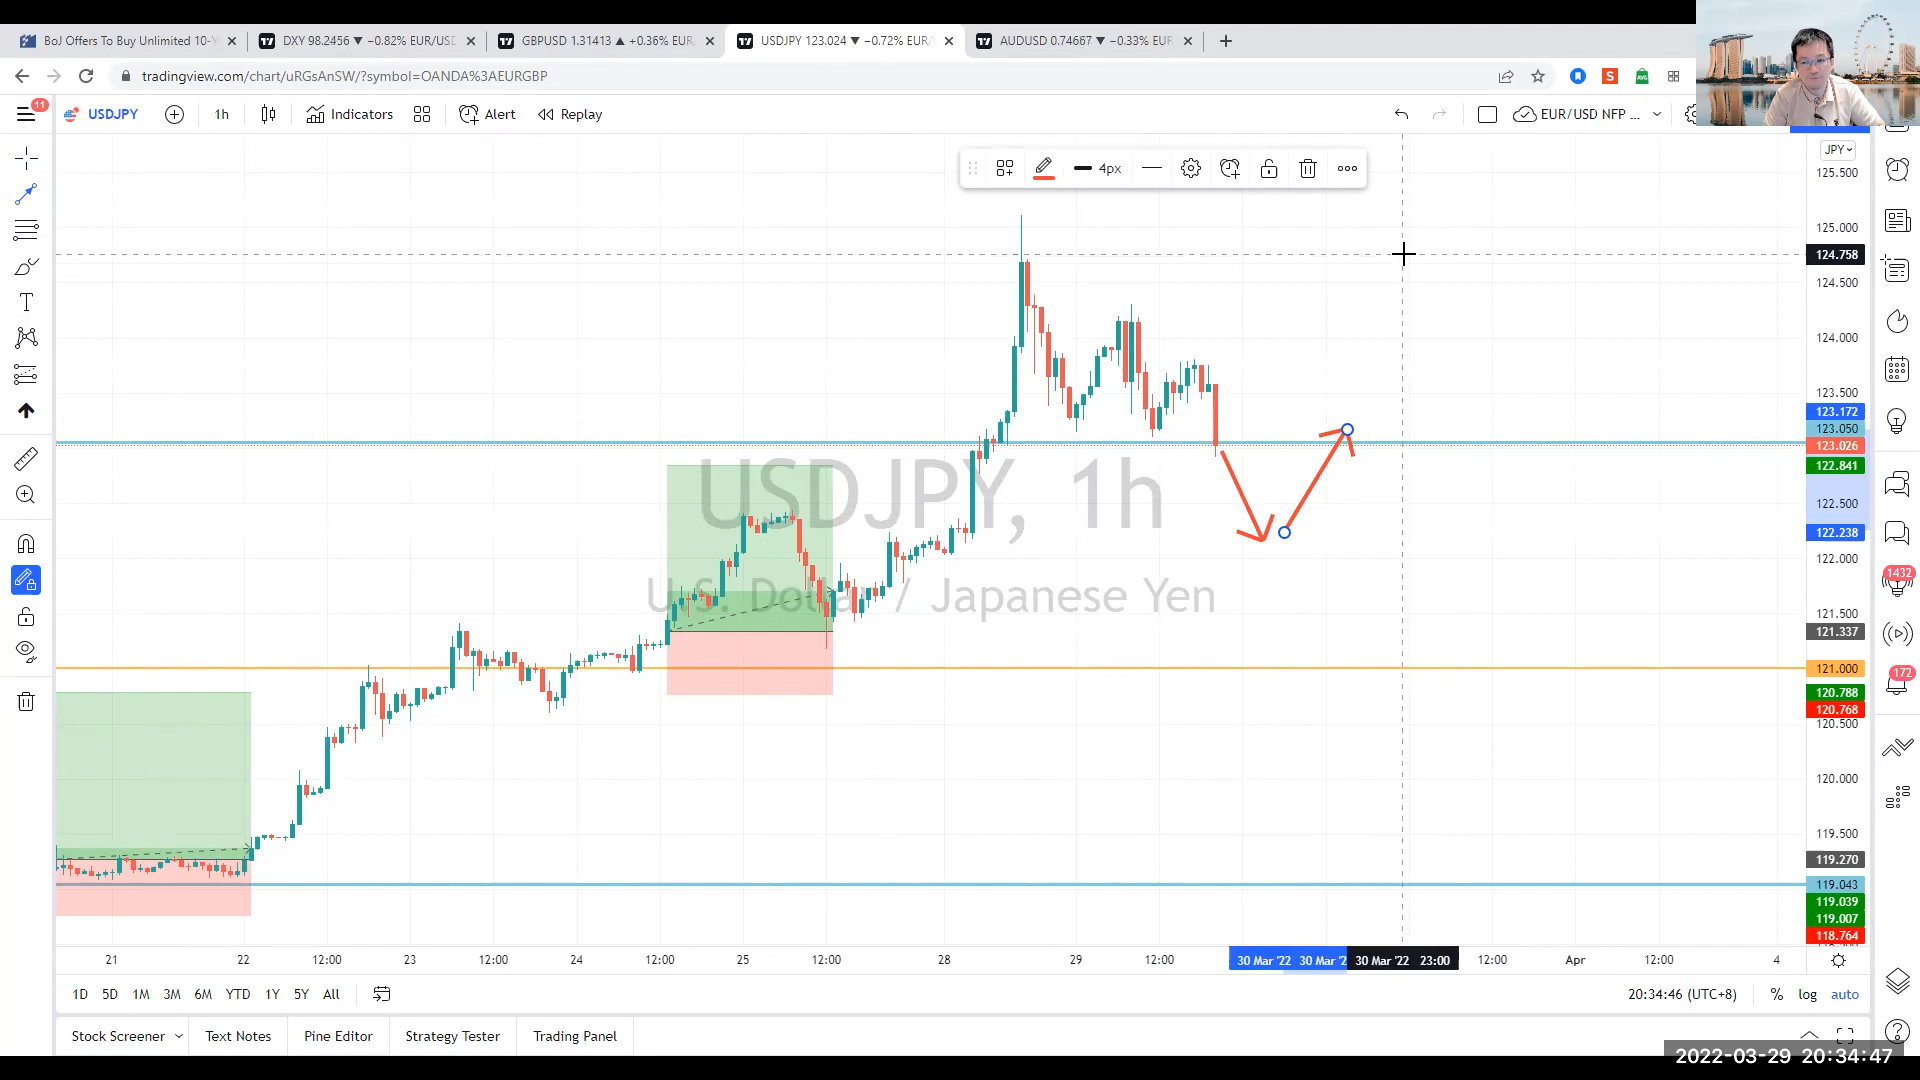 BoJ Offers To Buy Unlimited 10-Y
DXY 98.2456 ▼ −0.82% EUR/USD
GBPUSD 1.31413 ▲ +0.36% EUR/
USDJPY 123.024 ▼ −0.72% EUR/
AUDUSD 0.74667 ▼ −0.33% EUR
tradingview.com/chart/uRGsAnSW/?symbol=OANDA%3AEURGBP
11
USDJPY
1h
Indicators
Alert
Replay
EUR/USD NFP ...
4px
JPY
125.500
125.000
124.758
124.500
124.000
123.500
123.172
123.050
123.026
122.841
122.500
122.238
122.000
121.500
121.337
121.000
120.788
120.768
120.500
120.000
119.500
119.270
119.043
119.039
119.007
118.764
USDJPY, 1h
U.S. Dollar / Japanese Yen
1432
172
21
22
12:00
23
12:00
24
12:00
25
12:00
28
29
12:00
30 Mar '22
30 Mar '2
30 Mar '22 23:00
12:00
Apr
12:00
4
1D 5D 1M 3M 6M YTD 1Y 5Y All
20:34:46 (UTC+8)
% log auto
Stock Screener
Text Notes
Pine Editor
Strategy Tester
Trading Panel
2022-03-29 20:34:47